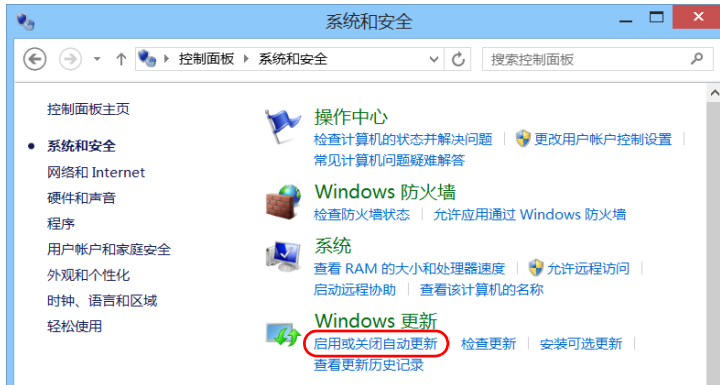 系统和安全
控制面板 系统和安全 搜索控制面板
控制面板主页
系统和安全
网络和 Internet
硬件和声音
程序
用户帐户和家庭安全
外观和个性化
时钟、语言和区域
轻松使用
操作中心
检查计算机的状态并解决问题 更改用户帐户控制设置
常见计算机问题疑难解答
Windows 防火墙
检查防火墙状态 允许应用通过 Windows 防火墙
系统
查看 RAM 的大小和处理器速度 允许远程访问
启动远程协助 查看该计算机的名称
Windows 更新
启用或关闭自动更新 检查更新 安装可选更新
查看更新历史记录